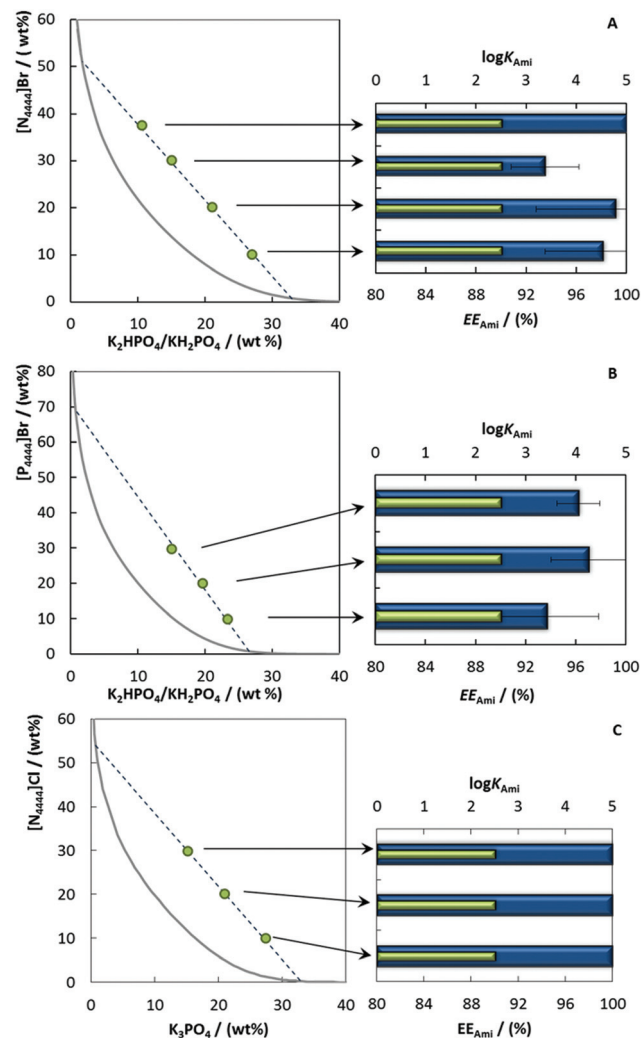 A
[N4444]Br / ( wt%)
60
50
40
30
20
10
0
0 10 20 30 40
K2HPO4/KH2PO4 / (wt %)
logKAmi
0 1 2 3 4 5
80 84 88 92 96 100
EEAmi / (%)
B
[P4444]Br / (wt%)
80
70
60
50
40
30
20
10
0
0 10 20 30 40
K2HPO4/KH2PO4 / (wt%)
logKAmi
0 1 2 3 4 5
80 84 88 92 96 100
EEAmi / (%)
C
[N4444]Cl / (wt%)
60
50
40
30
20
10
0
0 10 20 30 40
K3PO4 / (wt%)
logKAmi
0 1 2 3 4 5
80 84 88 92 96 100
EEAmi / (%)